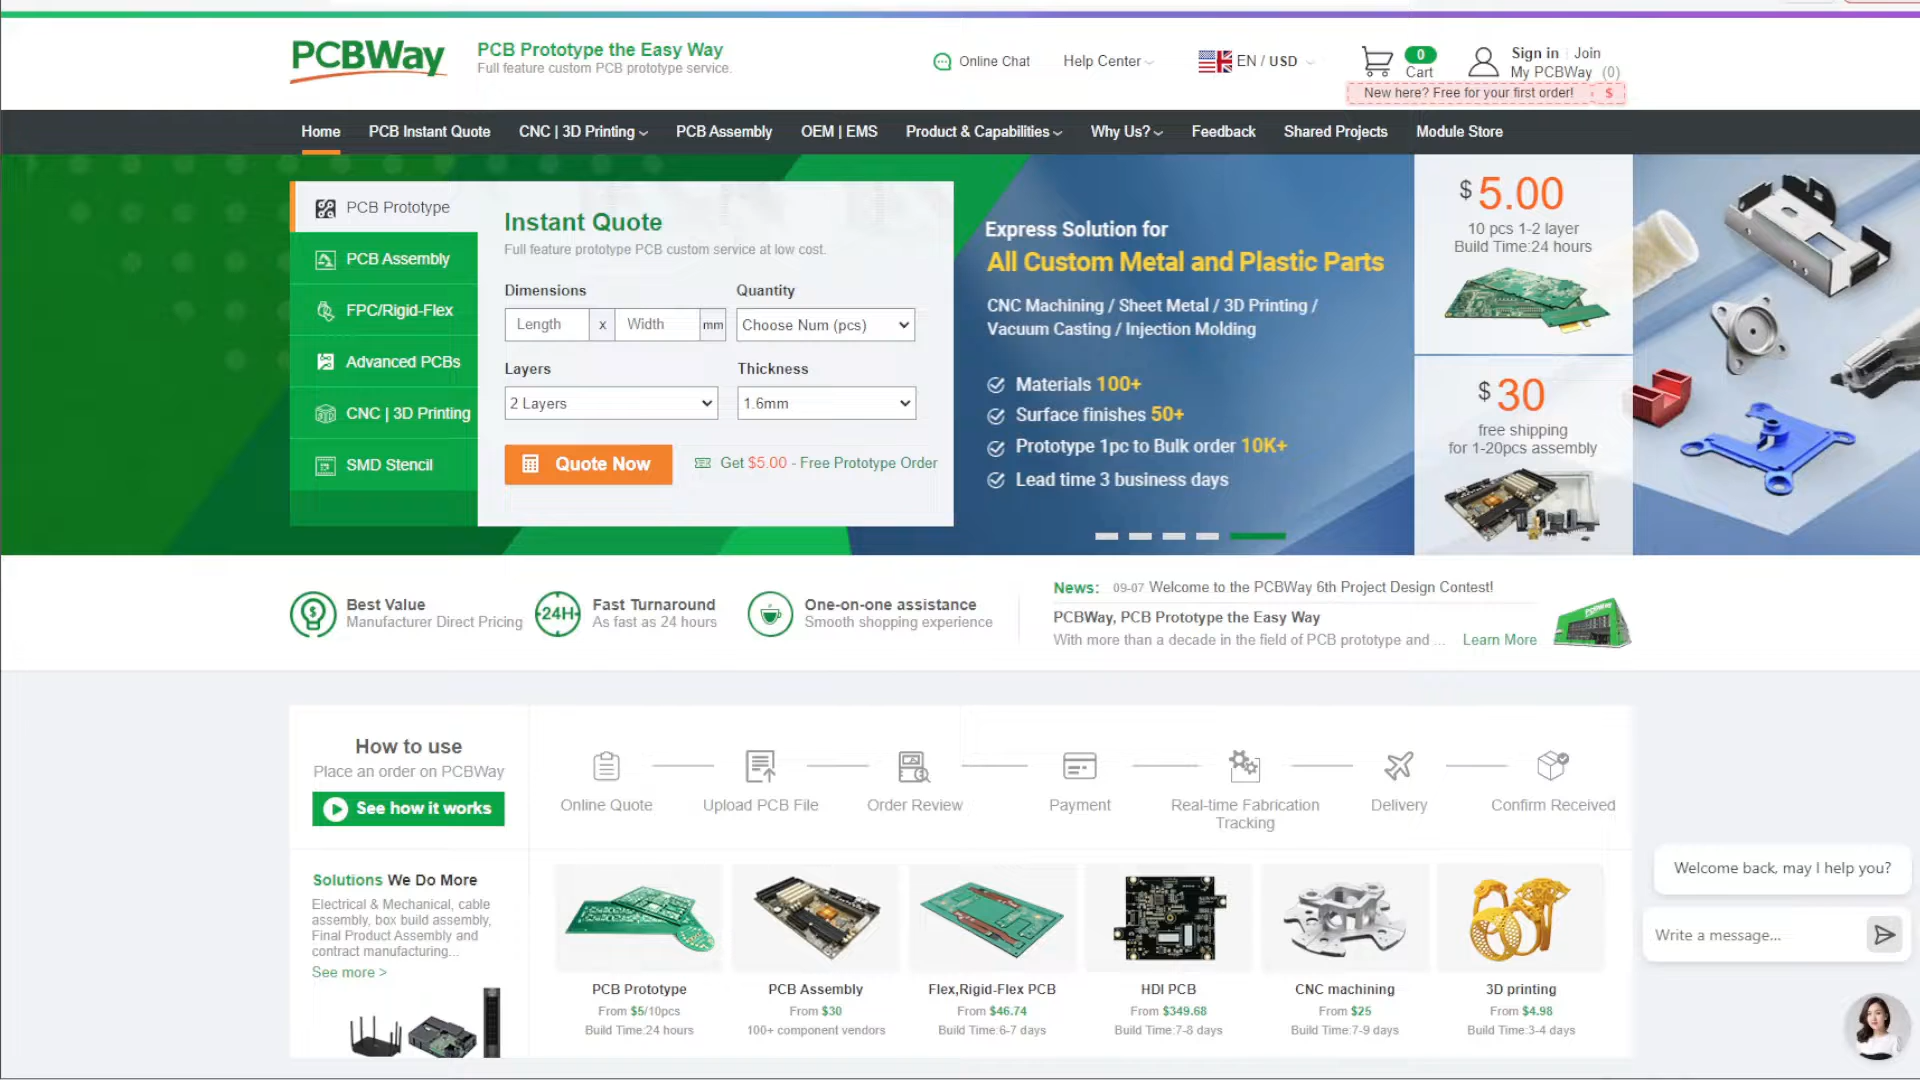 PCBWay
PCB Prototype the Easy Way
Full feature custom PCB prototype service.
Online Chat
Help Center
EN / USD
0
Cart
Sign in | Join
My PCBWay (0)
New here? Free for your first order! $
Home
PCB Instant Quote
CNC | 3D Printing
PCB Assembly
OEM | EMS
Product & Capabilities
Why Us?
Feedback
Shared Projects
Module Store
PCB Prototype
PCB Assembly
FPC/Rigid-Flex
Advanced PCBs
CNC | 3D Printing
SMD Stencil
Instant Quote
Full feature prototype PCB custom service at low cost.
Dimensions
Quantity
Length x Width mm
Choose Num (pcs)
Layers
Thickness
2 Layers
1.6mm
Quote Now
Get $5.00 - Free Prototype Order
Express Solution for
All Custom Metal and Plastic Parts
CNC Machining / Sheet Metal / 3D Printing /
Vacuum Casting / Injection Molding
Materials 100+
Surface finishes 50+
Prototype 1pc to Bulk order 10K+
Lead time 3 business days
$ 5.00
10 pcs 1-2 layer
Build Time:24 hours
$ 30
free shipping
for 1-20pcs assembly
Best Value
Manufacturer Direct Pricing
24H
Fast Turnaround
As fast as 24 hours
One-on-one assistance
Smooth shopping experience
News: 09-07 Welcome to the PCBWay 6th Project Design Contest!
PCBWay, PCB Prototype the Easy Way
With more than a decade in the field of PCB prototype and ... Learn More
PCBWay
How to use
Place an order on PCBWay
See how it works
Online Quote
Upload PCB File
Order Review
Payment
Real-time Fabrication
Tracking
Delivery
Confirm Received
Solutions We Do More
Electrical & Mechanical, cable
assembly, box build assembly,
Final Product Assembly and
contract manufacturing...
See more >
PCB Prototype
From $5/10pcs
Build Time:24 hours
PCB Assembly
From $30
100+ component vendors
Flex,Rigid-Flex PCB
From $46.74
Build Time:6-7 days
HDI PCB
From $349.68
Build Time:7-8 days
CNC machining
From $25
Build Time:7-9 days
3D printing
From $4.98
Build Time:3-4 days
Welcome back, may I help you?
Write a message...